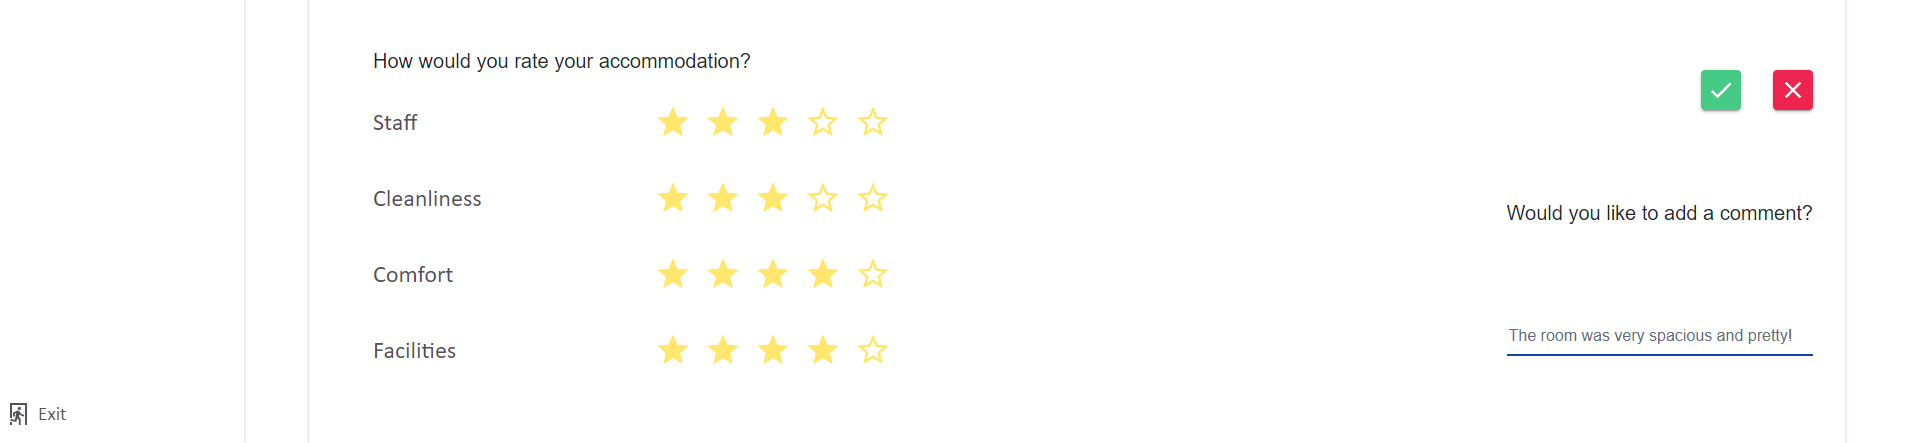 How would you rate your accommodation?
Staff
Cleanliness
Comfort
Facilities
Would you like to add a comment?
The room was very spacious and pretty!
Exit